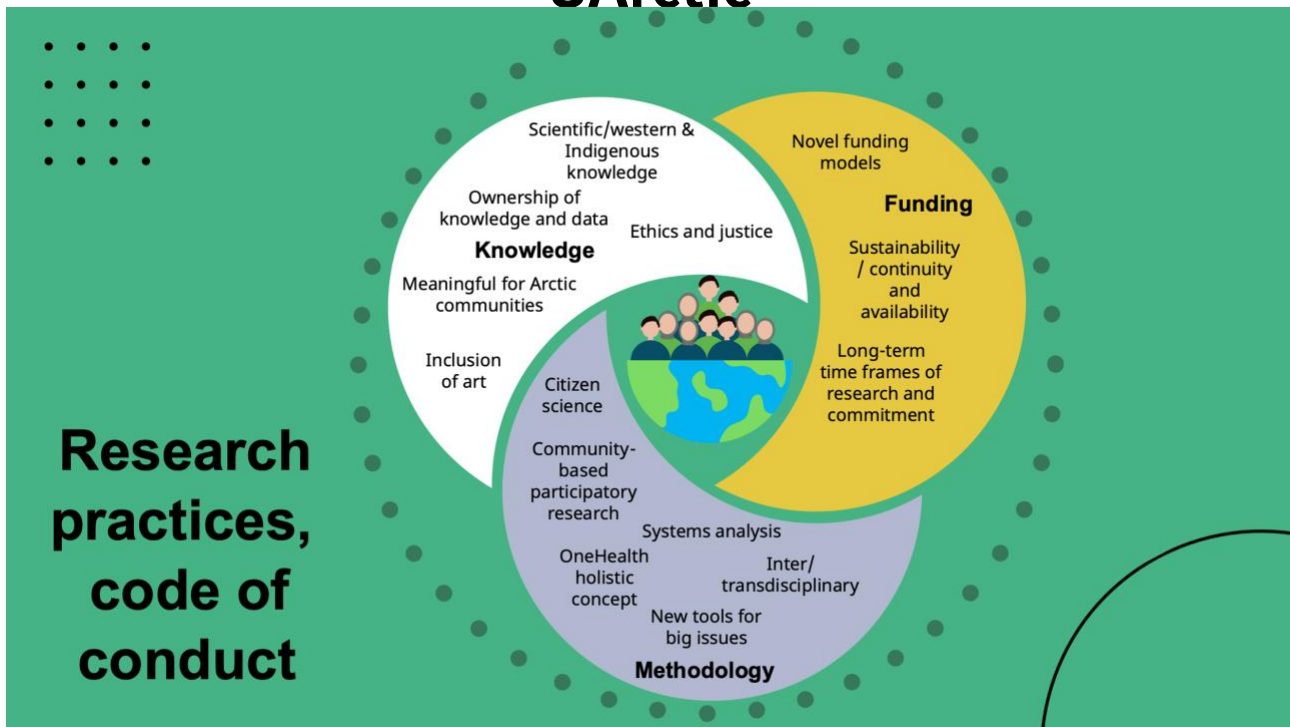 UArctic
Scientific/western &
Indigenous
knowledge
Ownership of
knowledge and data
Ethics and justice
Knowledge
Meaningful for Arctic
communities
Inclusion
of art
Novel funding
models
Funding
Sustainability
/ continuity
and
availability
Long-term
time frames of
research and
commitment
Citizen
science
Community-
based
participatory
research
Systems analysis
OneHealth
holistic
concept
Inter/
transdisciplinary
New tools for
big issues
Methodology
Research
practices,
code of
conduct